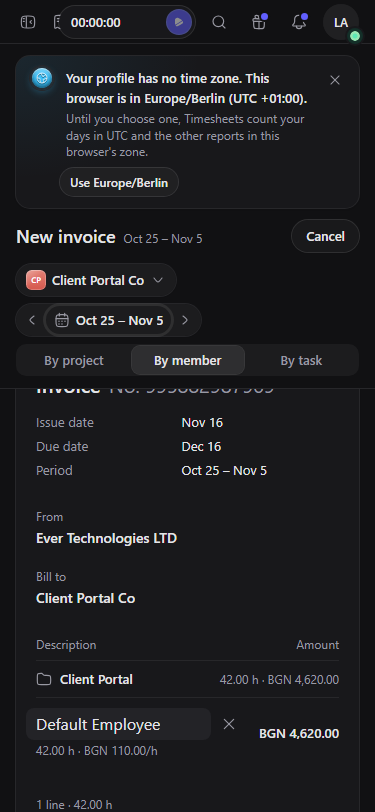 00:00:00
LA
Your profile has no time zone. This
browser is in Europe/Berlin (UTC +01:00).
Until you choose one, Timesheets count your
days in UTC and the other reports in this
browser's zone.
Use Europe/Berlin
New invoice Oct 25 – Nov 5
Cancel
CP Client Portal Co
Oct 25 – Nov 5
By project By member By task
Issue date Nov 16
Due date Dec 16
Period Oct 25 – Nov 5
From
Ever Technologies LTD
Bill to
Client Portal Co
Description Amount
Client Portal 42.00 h · BGN 4,620.00
Default Employee
BGN 4,620.00
42.00 h · BGN 110.00/h
1 line · 42.00 h